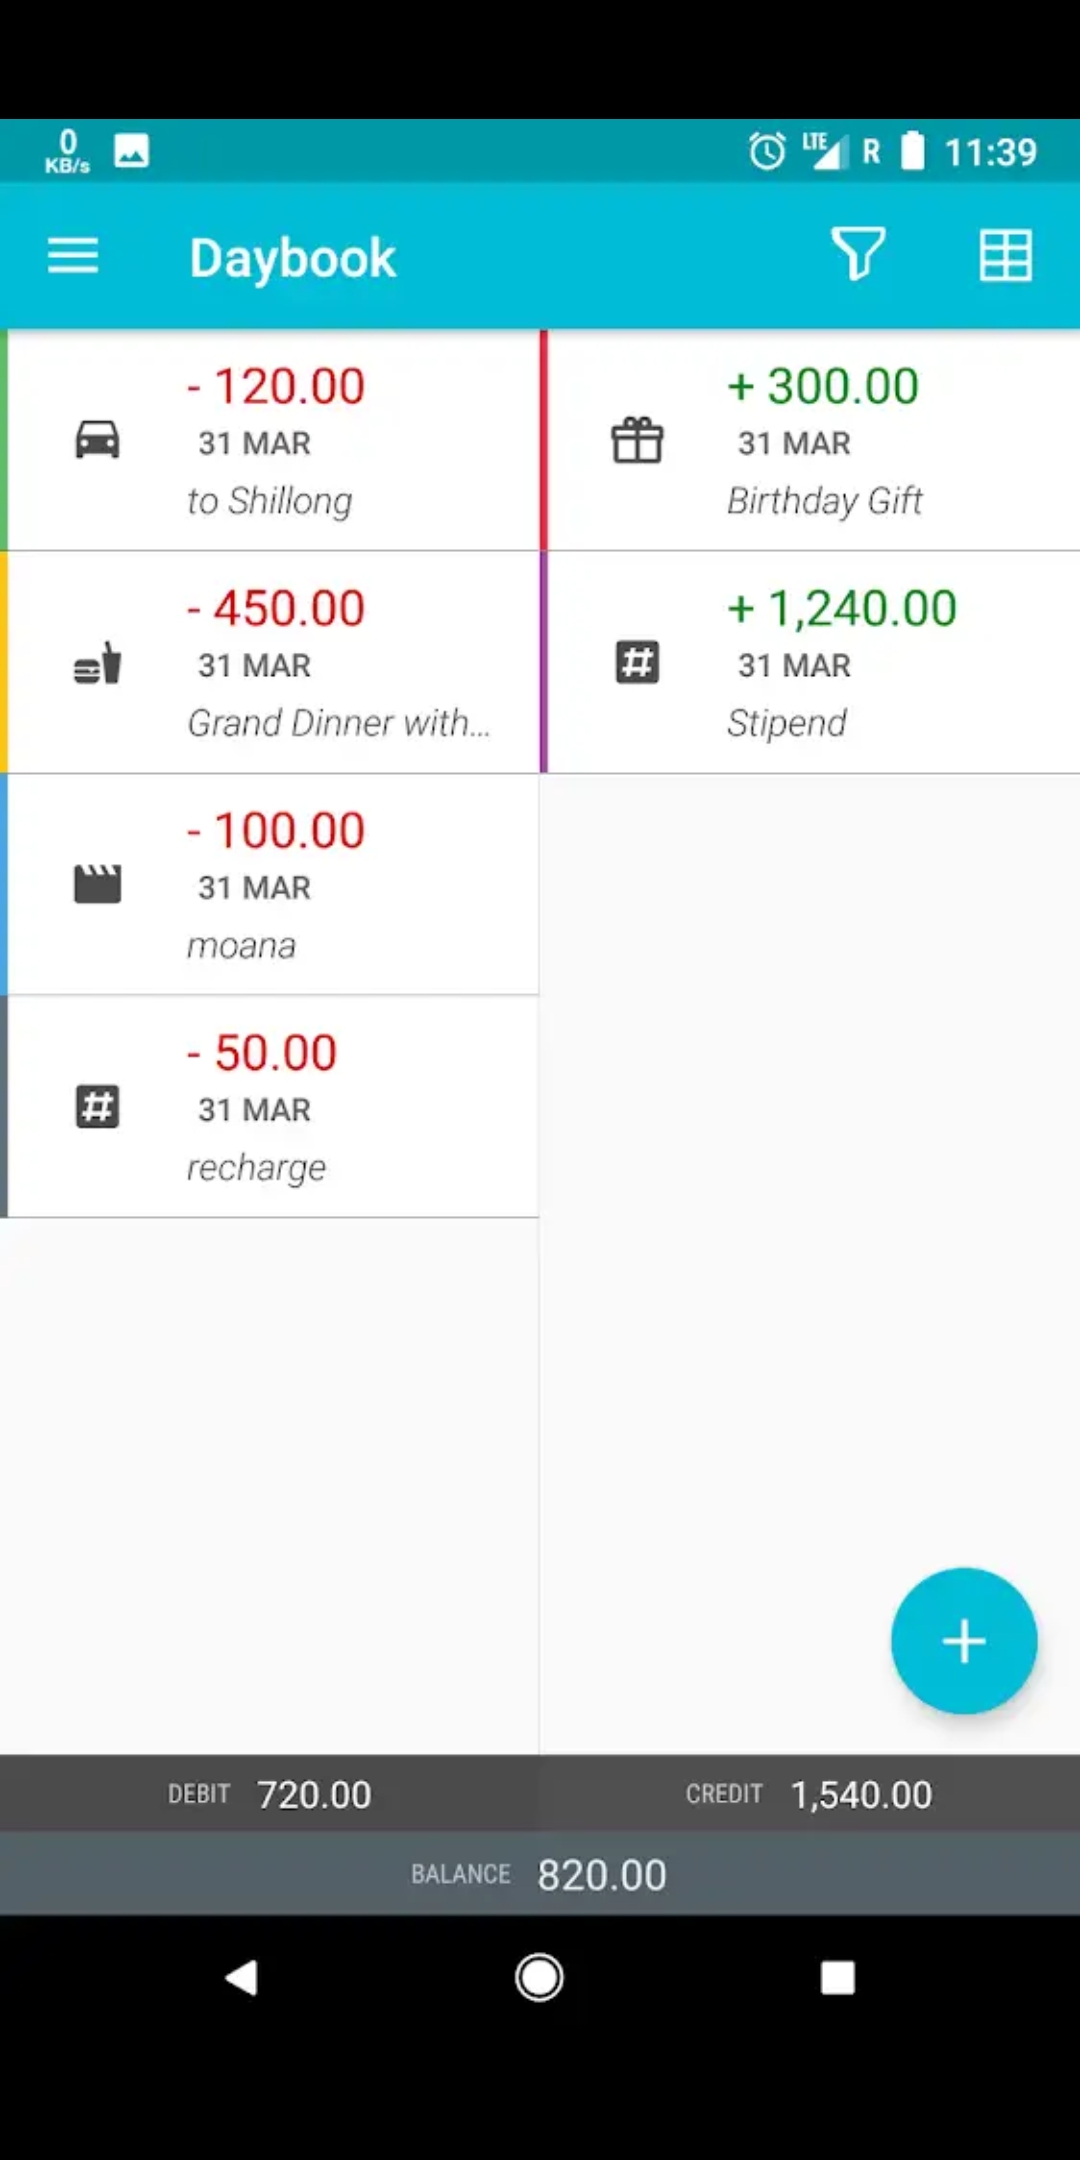 0
KB/s
LTE R 11:39
Daybook
- 120.00
31 MAR
to Shillong
+ 300.00
31 MAR
Birthday Gift
- 450.00
31 MAR
Grand Dinner with...
+ 1,240.00
31 MAR
Stipend
- 100.00
31 MAR
moana
- 50.00
31 MAR
recharge
DEBIT 720.00
CREDIT 1,540.00
BALANCE 820.00